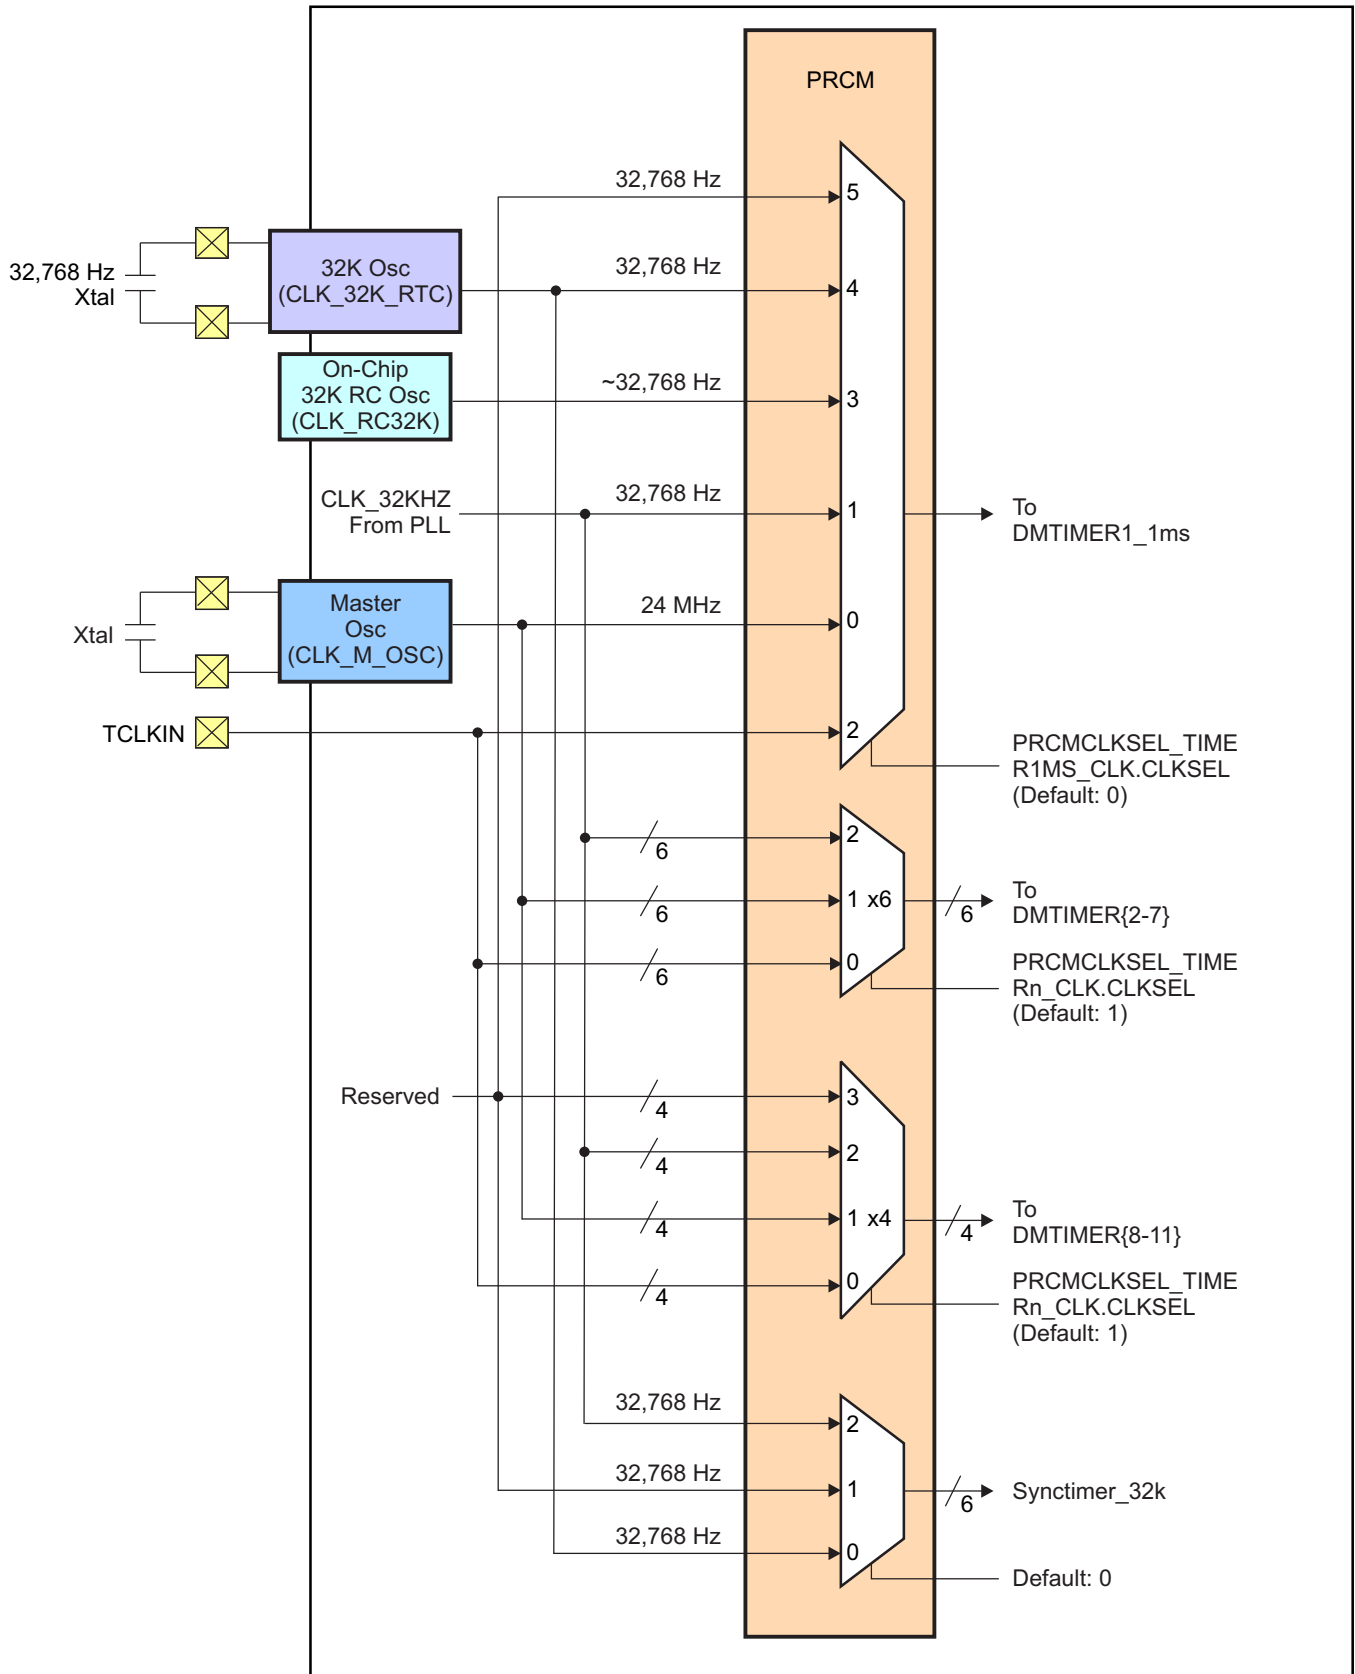 PRCM
32,768 Hz
5
32,768 Hz
Xtal
32K Osc
(CLK_32K_RTC)
32,768 Hz
4
On-Chip
32K RC Osc
(CLK_RC32K)
~32,768 Hz
3
CLK_32KHZ
From PLL
32,768 Hz
1
To
DMTIMER1_1ms
Xtal
Master
Osc
(CLK_M_OSC)
24 MHz
0
TCLKIN
2
PRCMCLKSEL_TIME
R1MS_CLK.CLKSEL
(Default: 0)
6
2
6
1 x6
6
To
DMTIMER{2-7}
6
0
PRCMCLKSEL_TIME
Rn_CLK.CLKSEL
(Default: 1)
Reserved
4
3
4
2
4
1 x4
4
To
DMTIMER{8-11}
4
0
PRCMCLKSEL_TIME
Rn_CLK.CLKSEL
(Default: 1)
32,768 Hz
2
32,768 Hz
1
6
Synctimer_32k
32,768 Hz
0
Default: 0